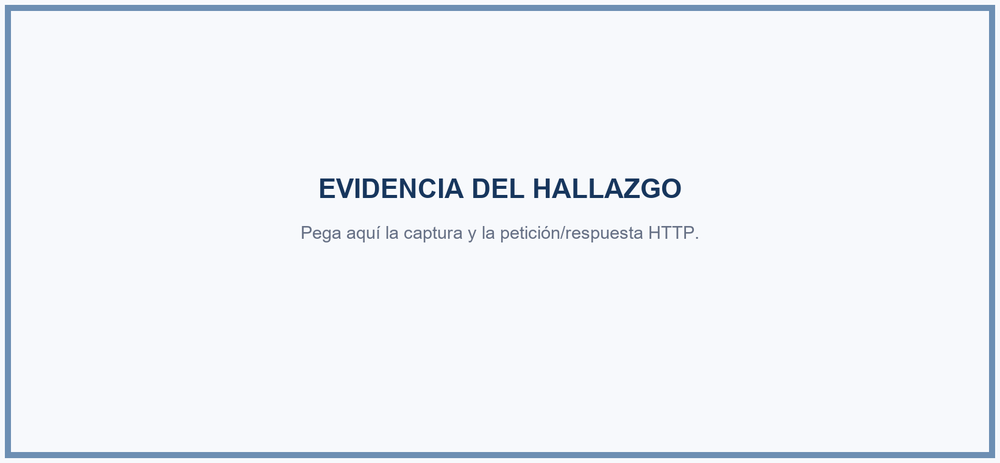 EVIDENCIA DEL HALLAZGO
Pega aquí la captura y la petición/respuesta HTTP.